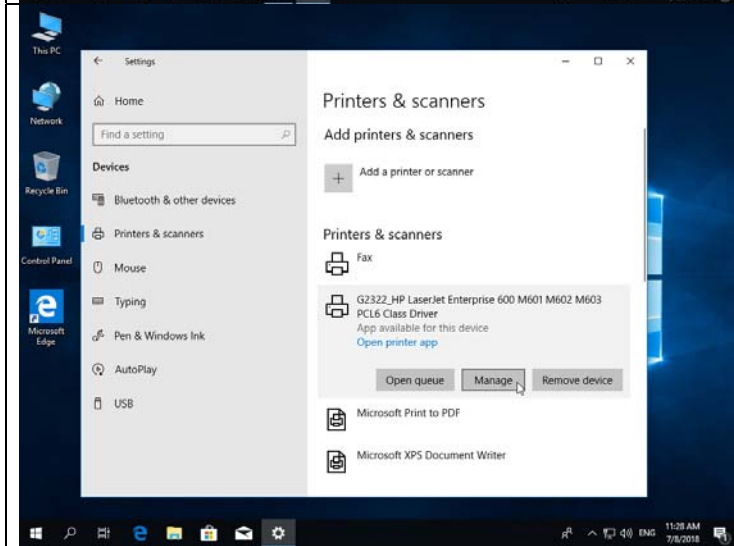 This PC
Network
Recycle Bin
Control Panel
Microsoft
Edge
Settings
Home
Find a setting
Devices
Bluetooth & other devices
Printers & scanners
Mouse
Typing
Pen & Windows Ink
AutoPlay
USB
Printers & scanners
Add printers & scanners
Add a printer or scanner
Printers & scanners
Fax
G2322_HP LaserJet Enterprise 600 M601 M602 M603
PCL6 Class Driver
App available for this device
Open printer app
Open queue Manage Remove device
Microsoft Print to PDF
Microsoft XPS Document Writer
ENG
11:28 AM
7/8/2018